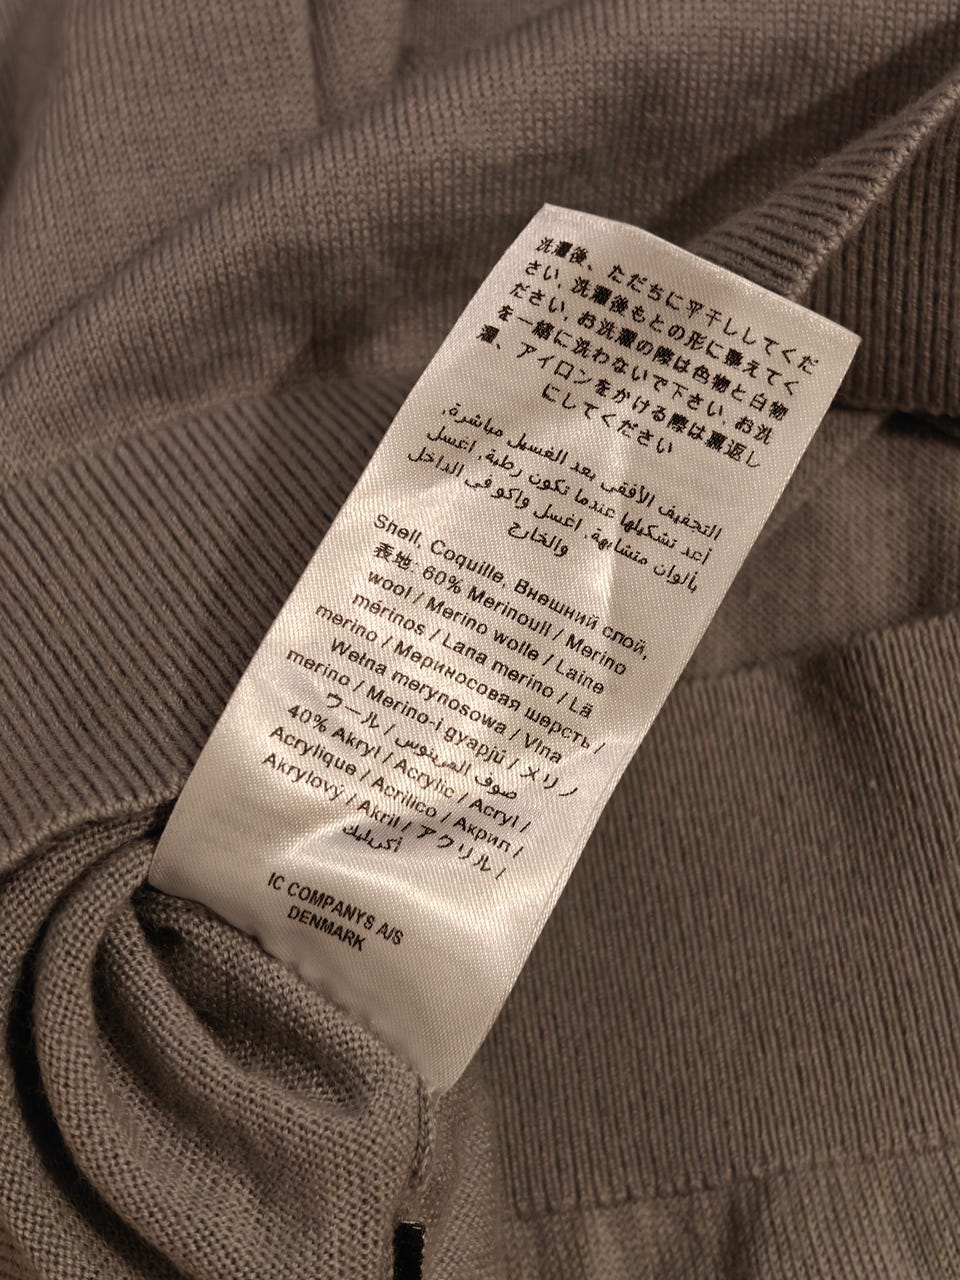 洗濯後、ただちに平干ししてくだ
さい. 洗濯後もとの形に整えてく
ださい. お洗濯の際は色物と白物
を一緒に洗わないで下さい. お洗
濯、アイロンをかける際は裏返し
にしてください
التجفيف الأفقي بعد الغسيل مباشرة.
أعد تشكيلها عندما تكون رطبة. اغسل
بألوان متشابهة. اغسل واكو في الداخل
والخارج
Shell, Coquille, Внешний слой,
表地: 60% Merinoull / Merino
wool / Merino wolle / Laine
mérinos / Lana merino / Lã
merino / Мериносовая шерсть /
Wełna merynosowa / Vlna
merino / Merino-i gyapjú / メリノ
ウール / صوف المرينوس
40% Akryl / Acrylic / Acryl /
Acrylique / Acrilico / Акрил /
Akrylový / Akril / アクリル /
أكريليك
IC COMPANYS A/S
DENMARK